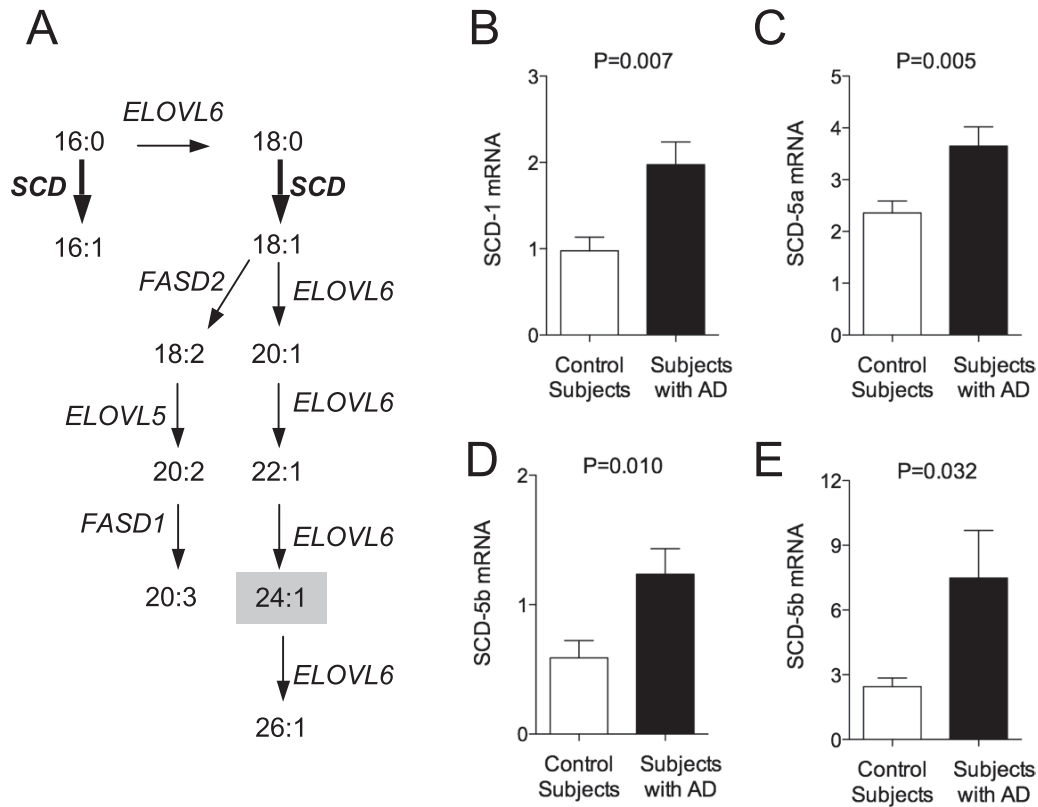 A
16:0
ELOVL6
18:0
SCD
SCD
16:1
18:1
FASD2
ELOVL6
18:2
20:1
ELOVL5
ELOVL6
20:2
22:1
FASD1
ELOVL6
20:3
24:1
ELOVL6
26:1
B
P=0.007
SCD-1 mRNA
3
2
1
0
Control
Subjects
Subjects
with AD
C
P=0.005
SCD-5a mRNA
5
4
3
2
1
0
Control
Subjects
Subjects
with AD
D
P=0.010
SCD-5b mRNA
2
1
0
Control
Subjects
Subjects
with AD
E
P=0.032
SCD-5b mRNA
12
9
6
3
0
Control
Subjects
Subjects
with AD